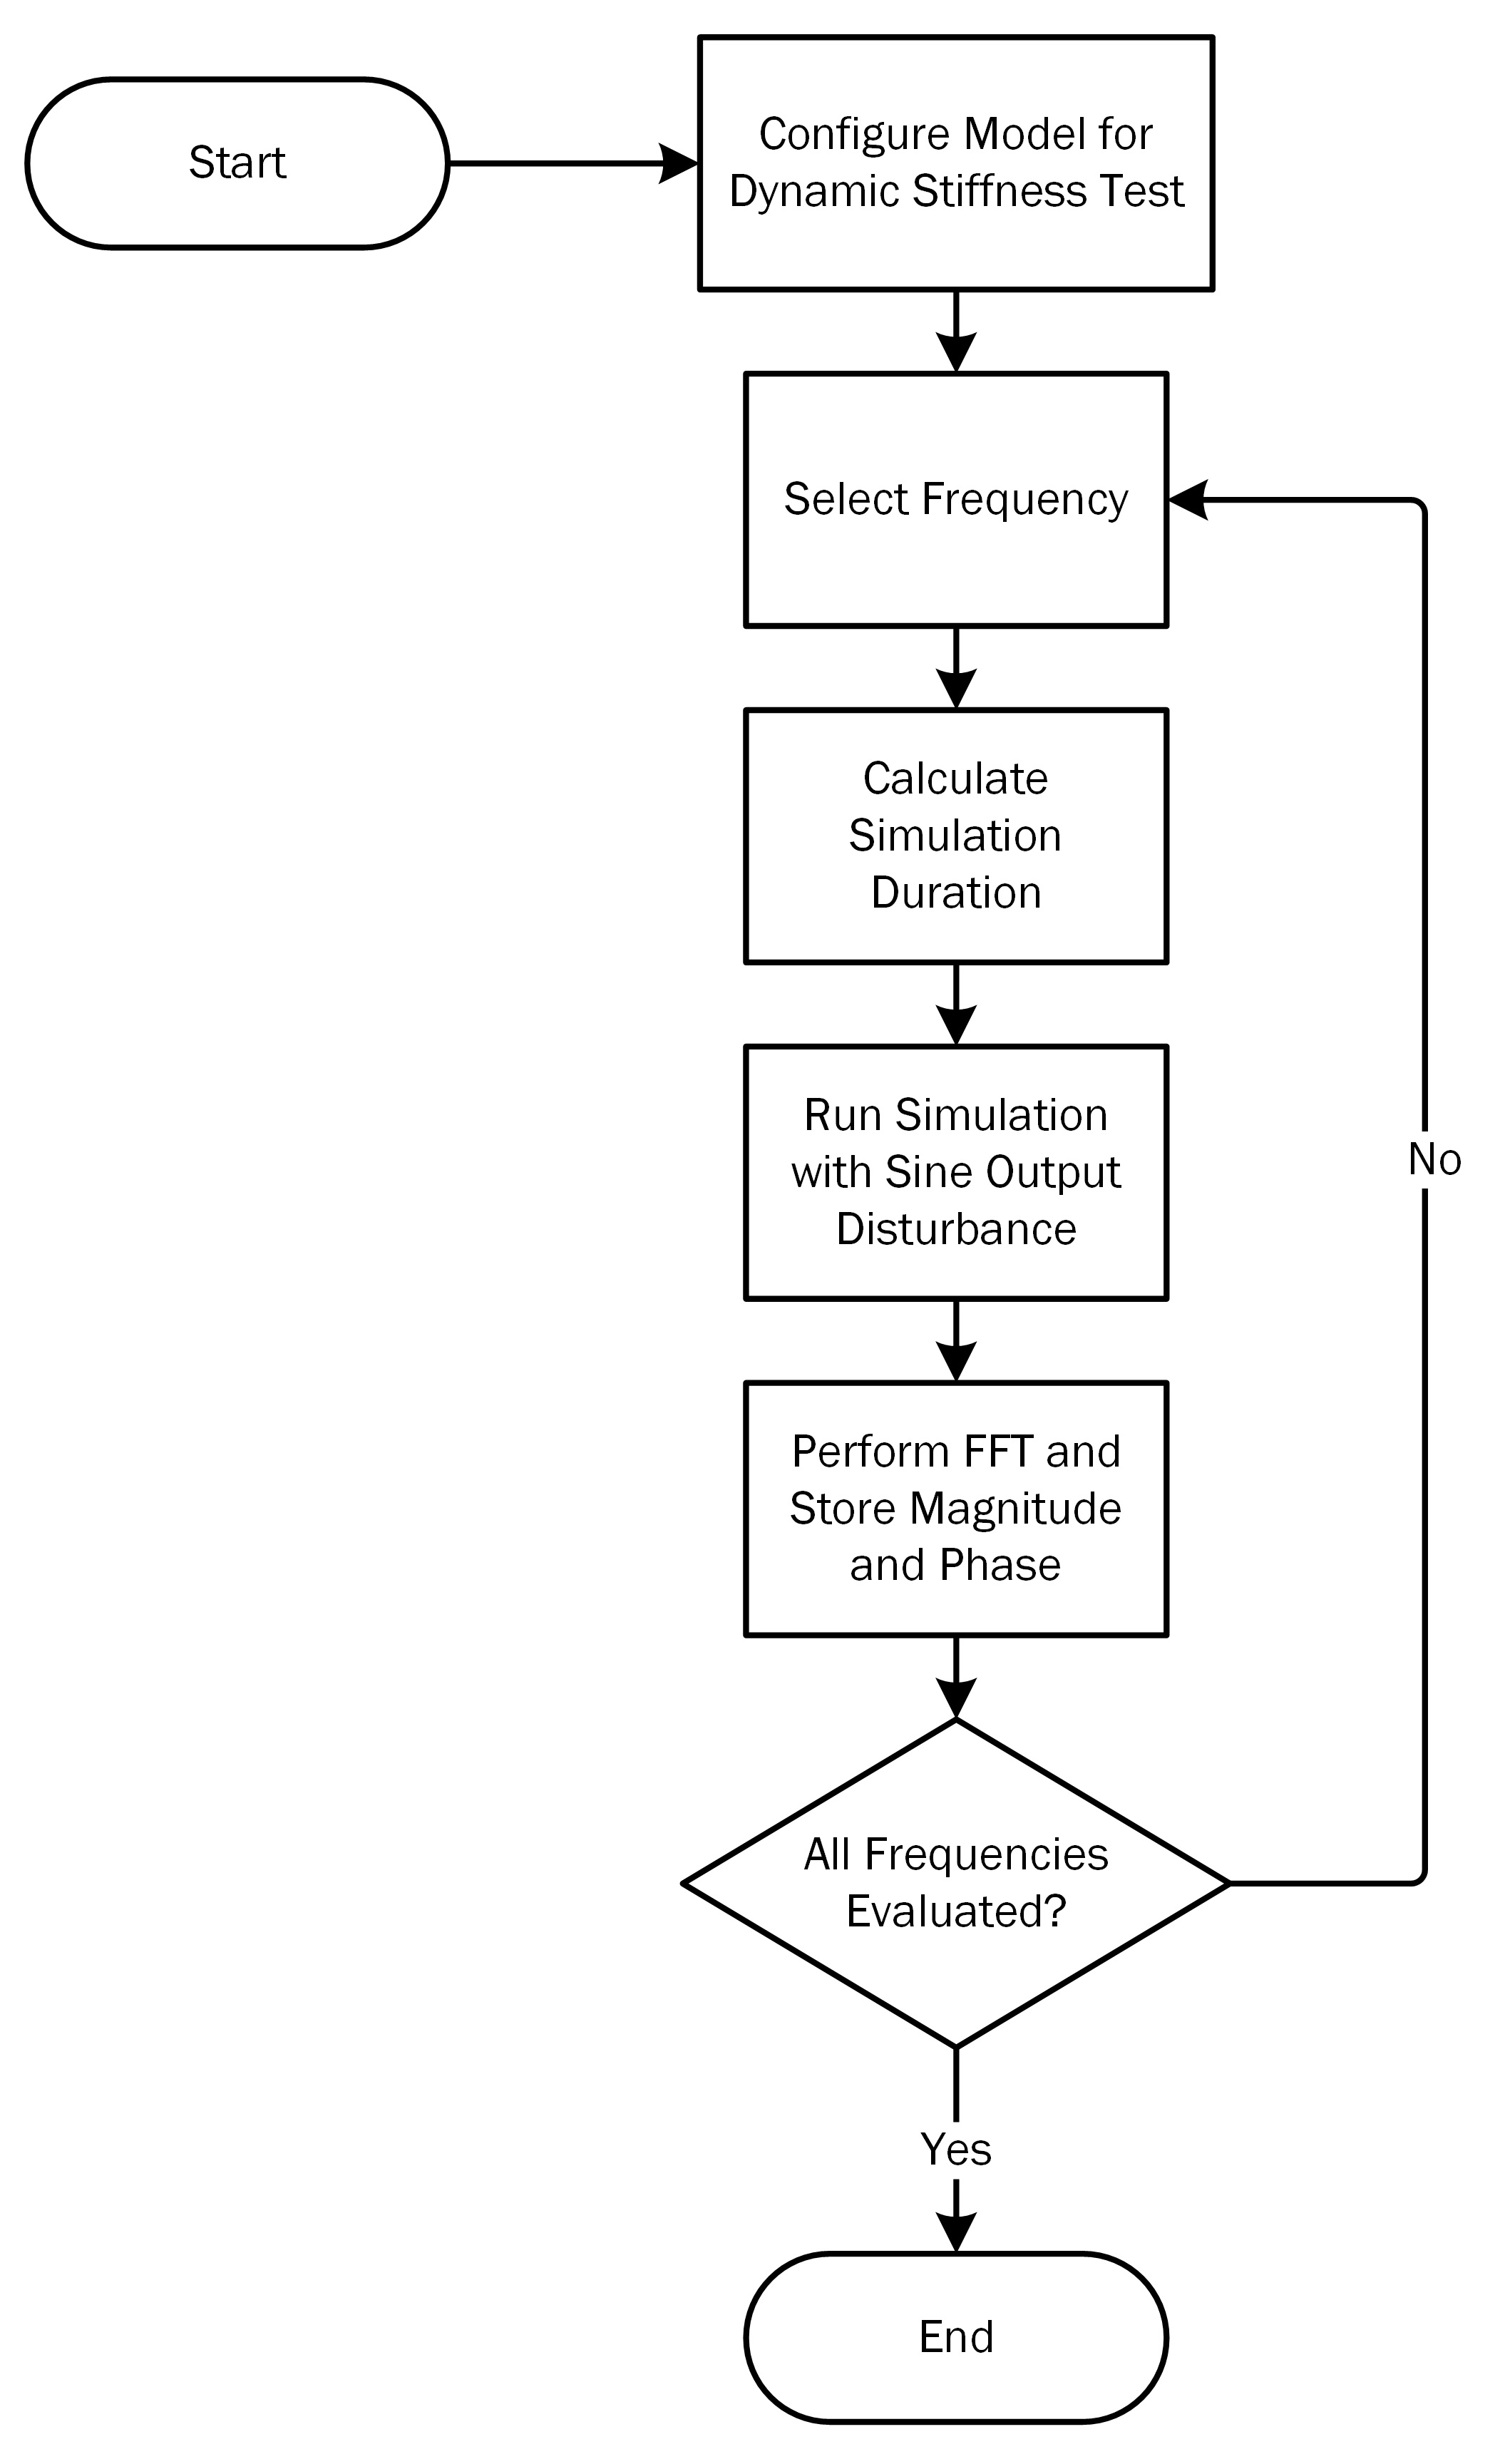 Start
Configure Model for
Dynamic Stiffness Test
Select Frequency
Calculate
Simulation
Duration
Run Simulation
with Sine Output
Disturbance
No
Perform FFT and
Store Magnitude
and Phase
All Frequencies
Evaluated?
Yes
End